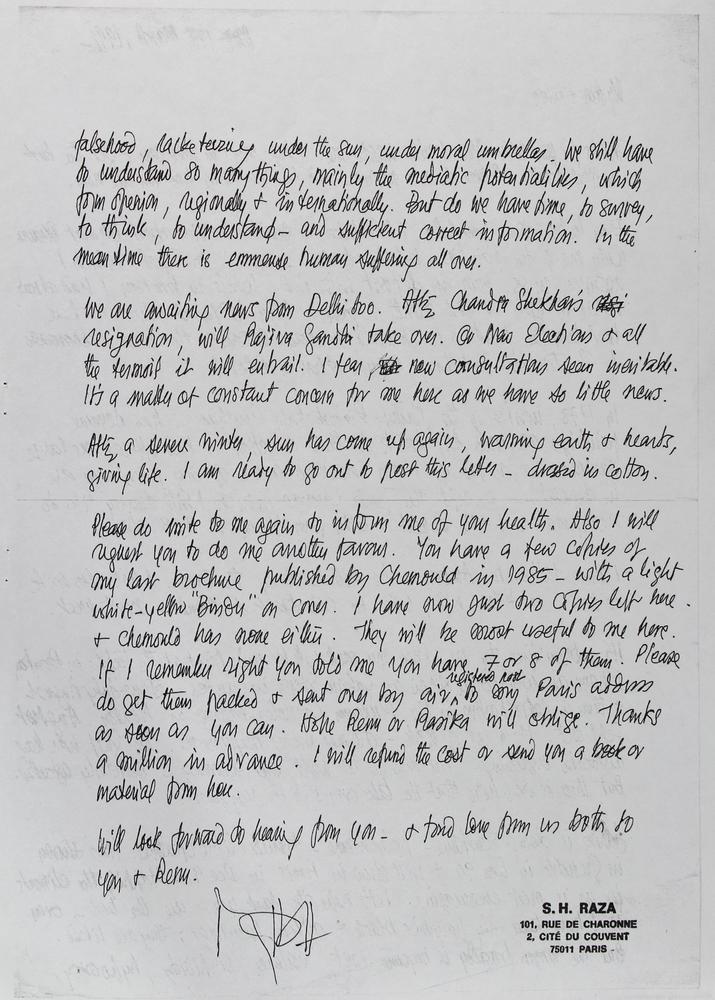 falsehood, racketeering under the sun, under moral umbrellas. We still have
to understand so many things, mainly the mediatic potentialities, which
form openion, regionally & internationally. But do we have time, to survey,
to think, to understand – and sufficient correct information. In the
meantime there is emmense human suffering all over.
We are awaiting news from Delhi too. After Chandra Shekhar's
resignation, will Rajiva Gandhi take over. Or New Elections & all
the termoil it will entrail. I fear, new consultations seem inevitable.
It's a matter of constant concern for me here as we have so little news.
After a severe winter, sun has come up again, warming earth & hearts,
giving life. I am ready to go out to post this letter – dressed in cotton.
Please do write to me again to inform me of your health. Also I will
request you to do me another favour. You have a few copies of
my last brochure published by Chemould in 1985 – with a light
white-yellow "Bindu" on cover. I have now just two copies left here.
& Chemould has none either. They will be most useful to me here.
If I remember right you told me you have 7 or 8 of them. Please
do get them packed & sent over by air registered post to my Paris address
as soon as you can. Hope Renu or Rasika will oblige. Thanks
a million in advance. I will refund the cost or send you a book or
material from here.
Will look forward to hearing from you – & fond love from us both to
you & Renu.
S. H. RAZA
101, RUE DE CHARONNE
2, CITÉ DU COUVENT
75011 PARIS -